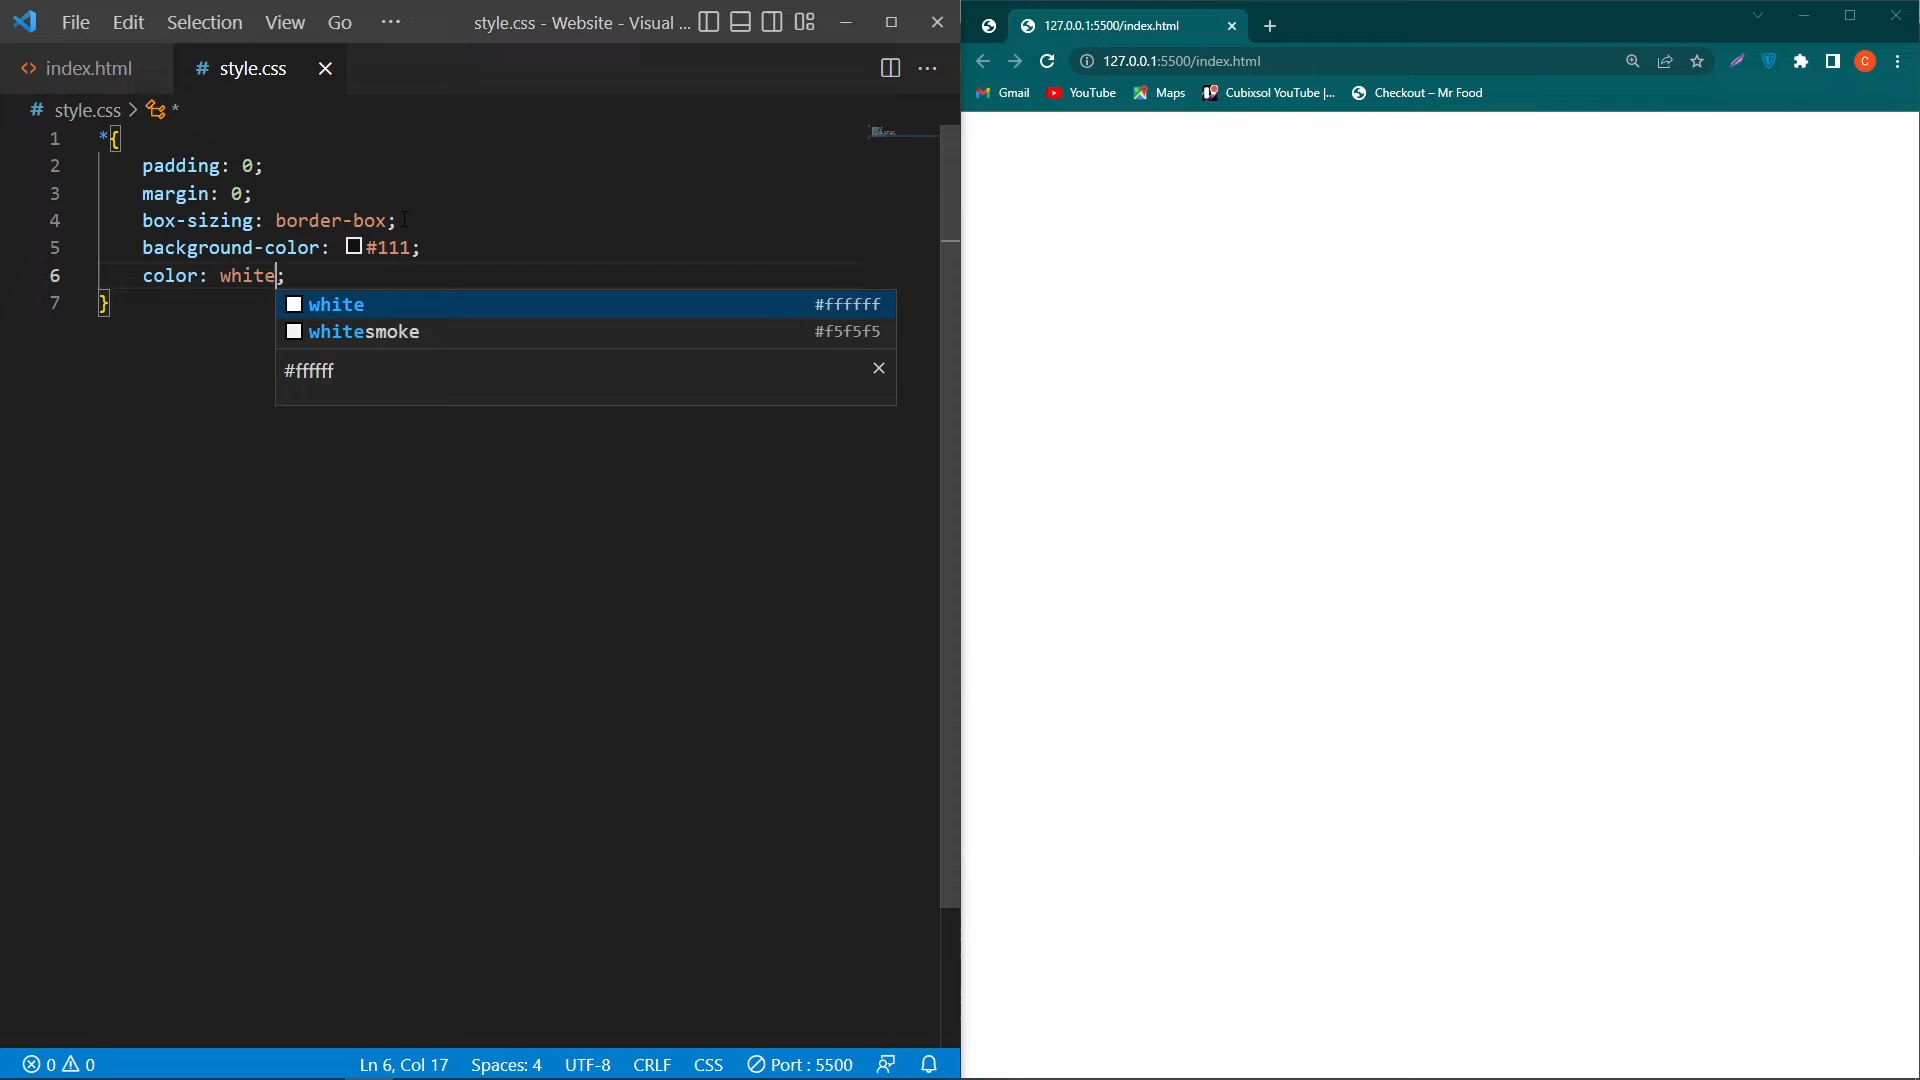 File Edit Selection View Go ··· style.css - Website - Visual ...
index.html # style.css
# style.css > *
1 *{
2 padding: 0;
3 margin: 0;
4 box-sizing: border-box;
5 background-color: #111;
6 color: white;
7 }
white #ffffff
whitesmoke #f5f5f5
#ffffff
0 0 Ln 6, Col 17 Spaces: 4 UTF-8 CRLF CSS Port : 5500
127.0.0.1:5500/index.html
127.0.0.1:5500/index.html C
Gmail YouTube Maps Cubixsol YouTube |... Checkout – Mr Food